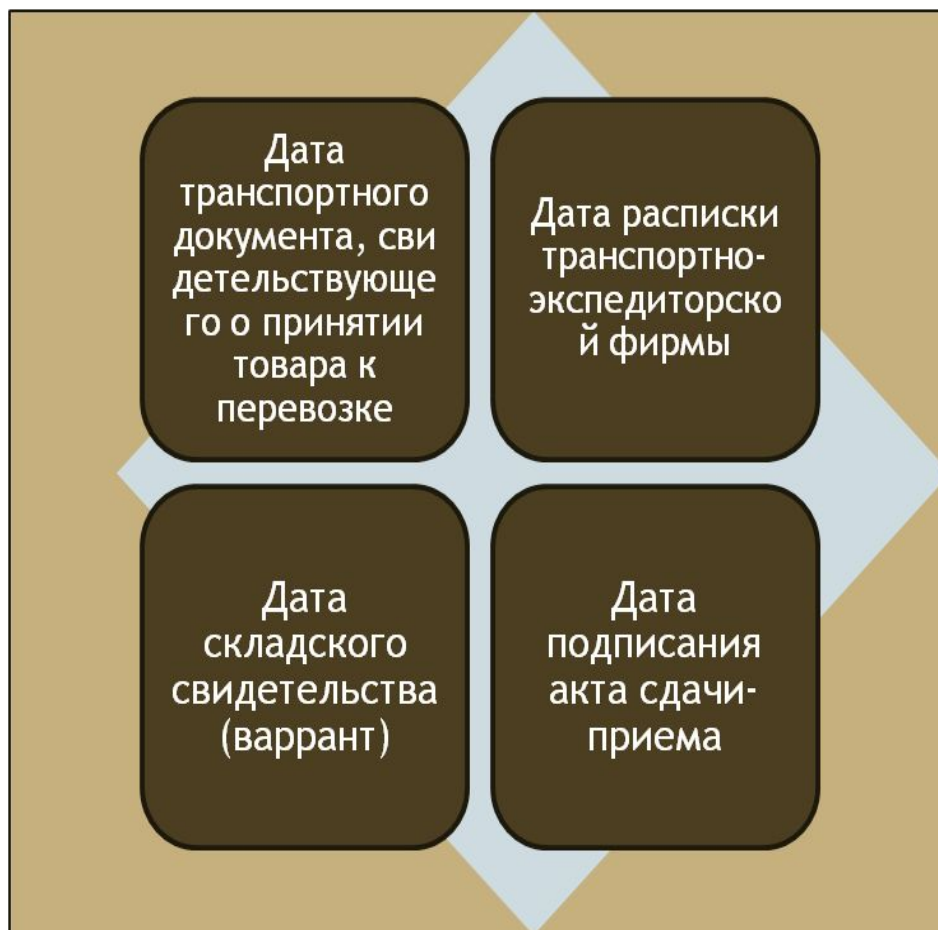 Дата
транспортного
документа, сви
детельствующе
го о принятии
товара к
перевозке
Дата расписки
транспортно-
экспедиторско
й фирмы
Дата
складского
свидетельства
(варрант)
Дата
подписания
акта сдачи-
приема